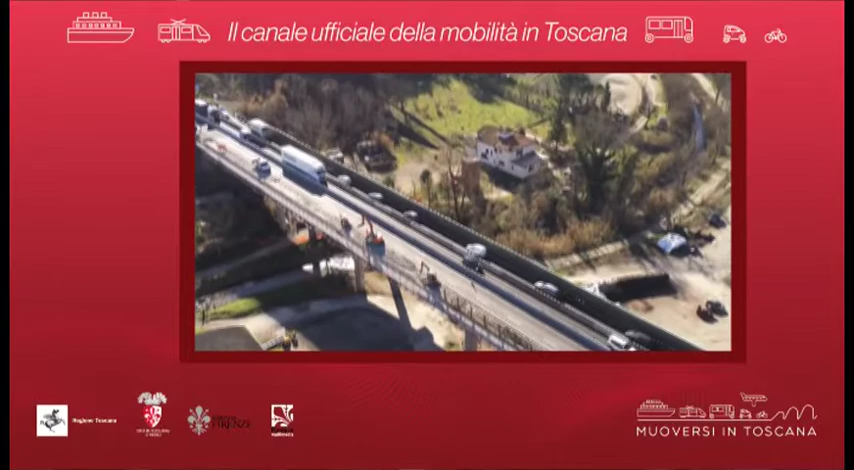 Il canale ufficiale della mobilità in Toscana
Regione Toscana
FIRENZE
MUOVERSI IN TOSCANA